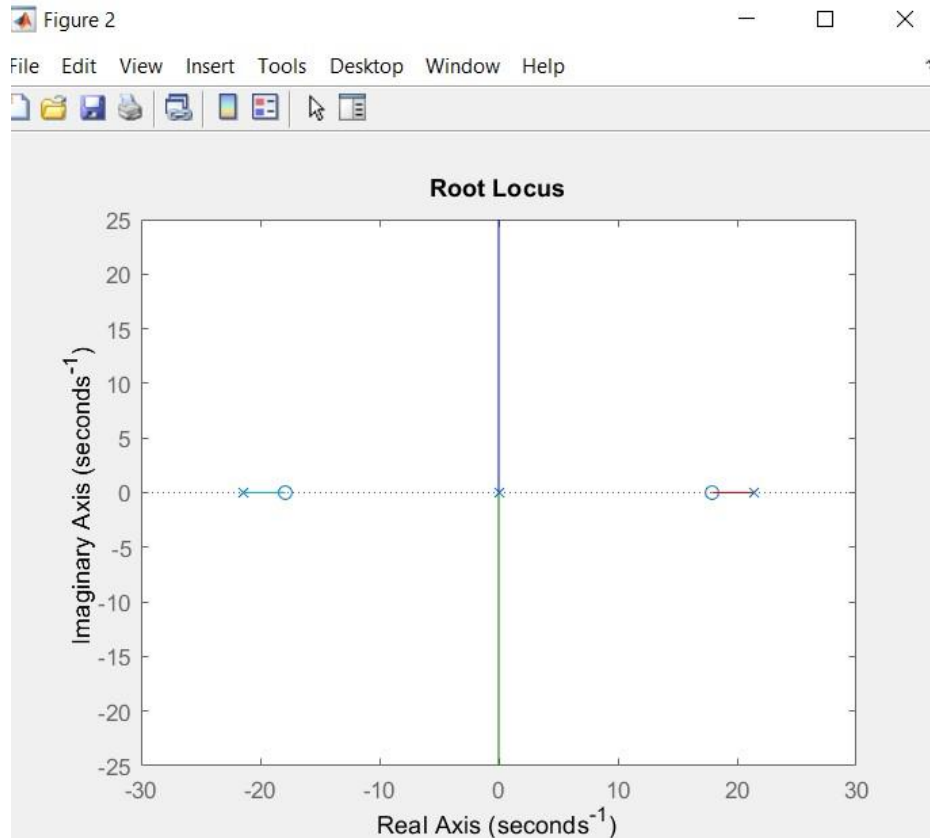 Figure 2
File Edit View Insert Tools Desktop Window Help
Root Locus
25
20
15
10
5
0
-5
-10
-15
-20
-25
Imaginary Axis (seconds⁻¹)
-30 -20 -10 0 10 20 30
Real Axis (seconds⁻¹)